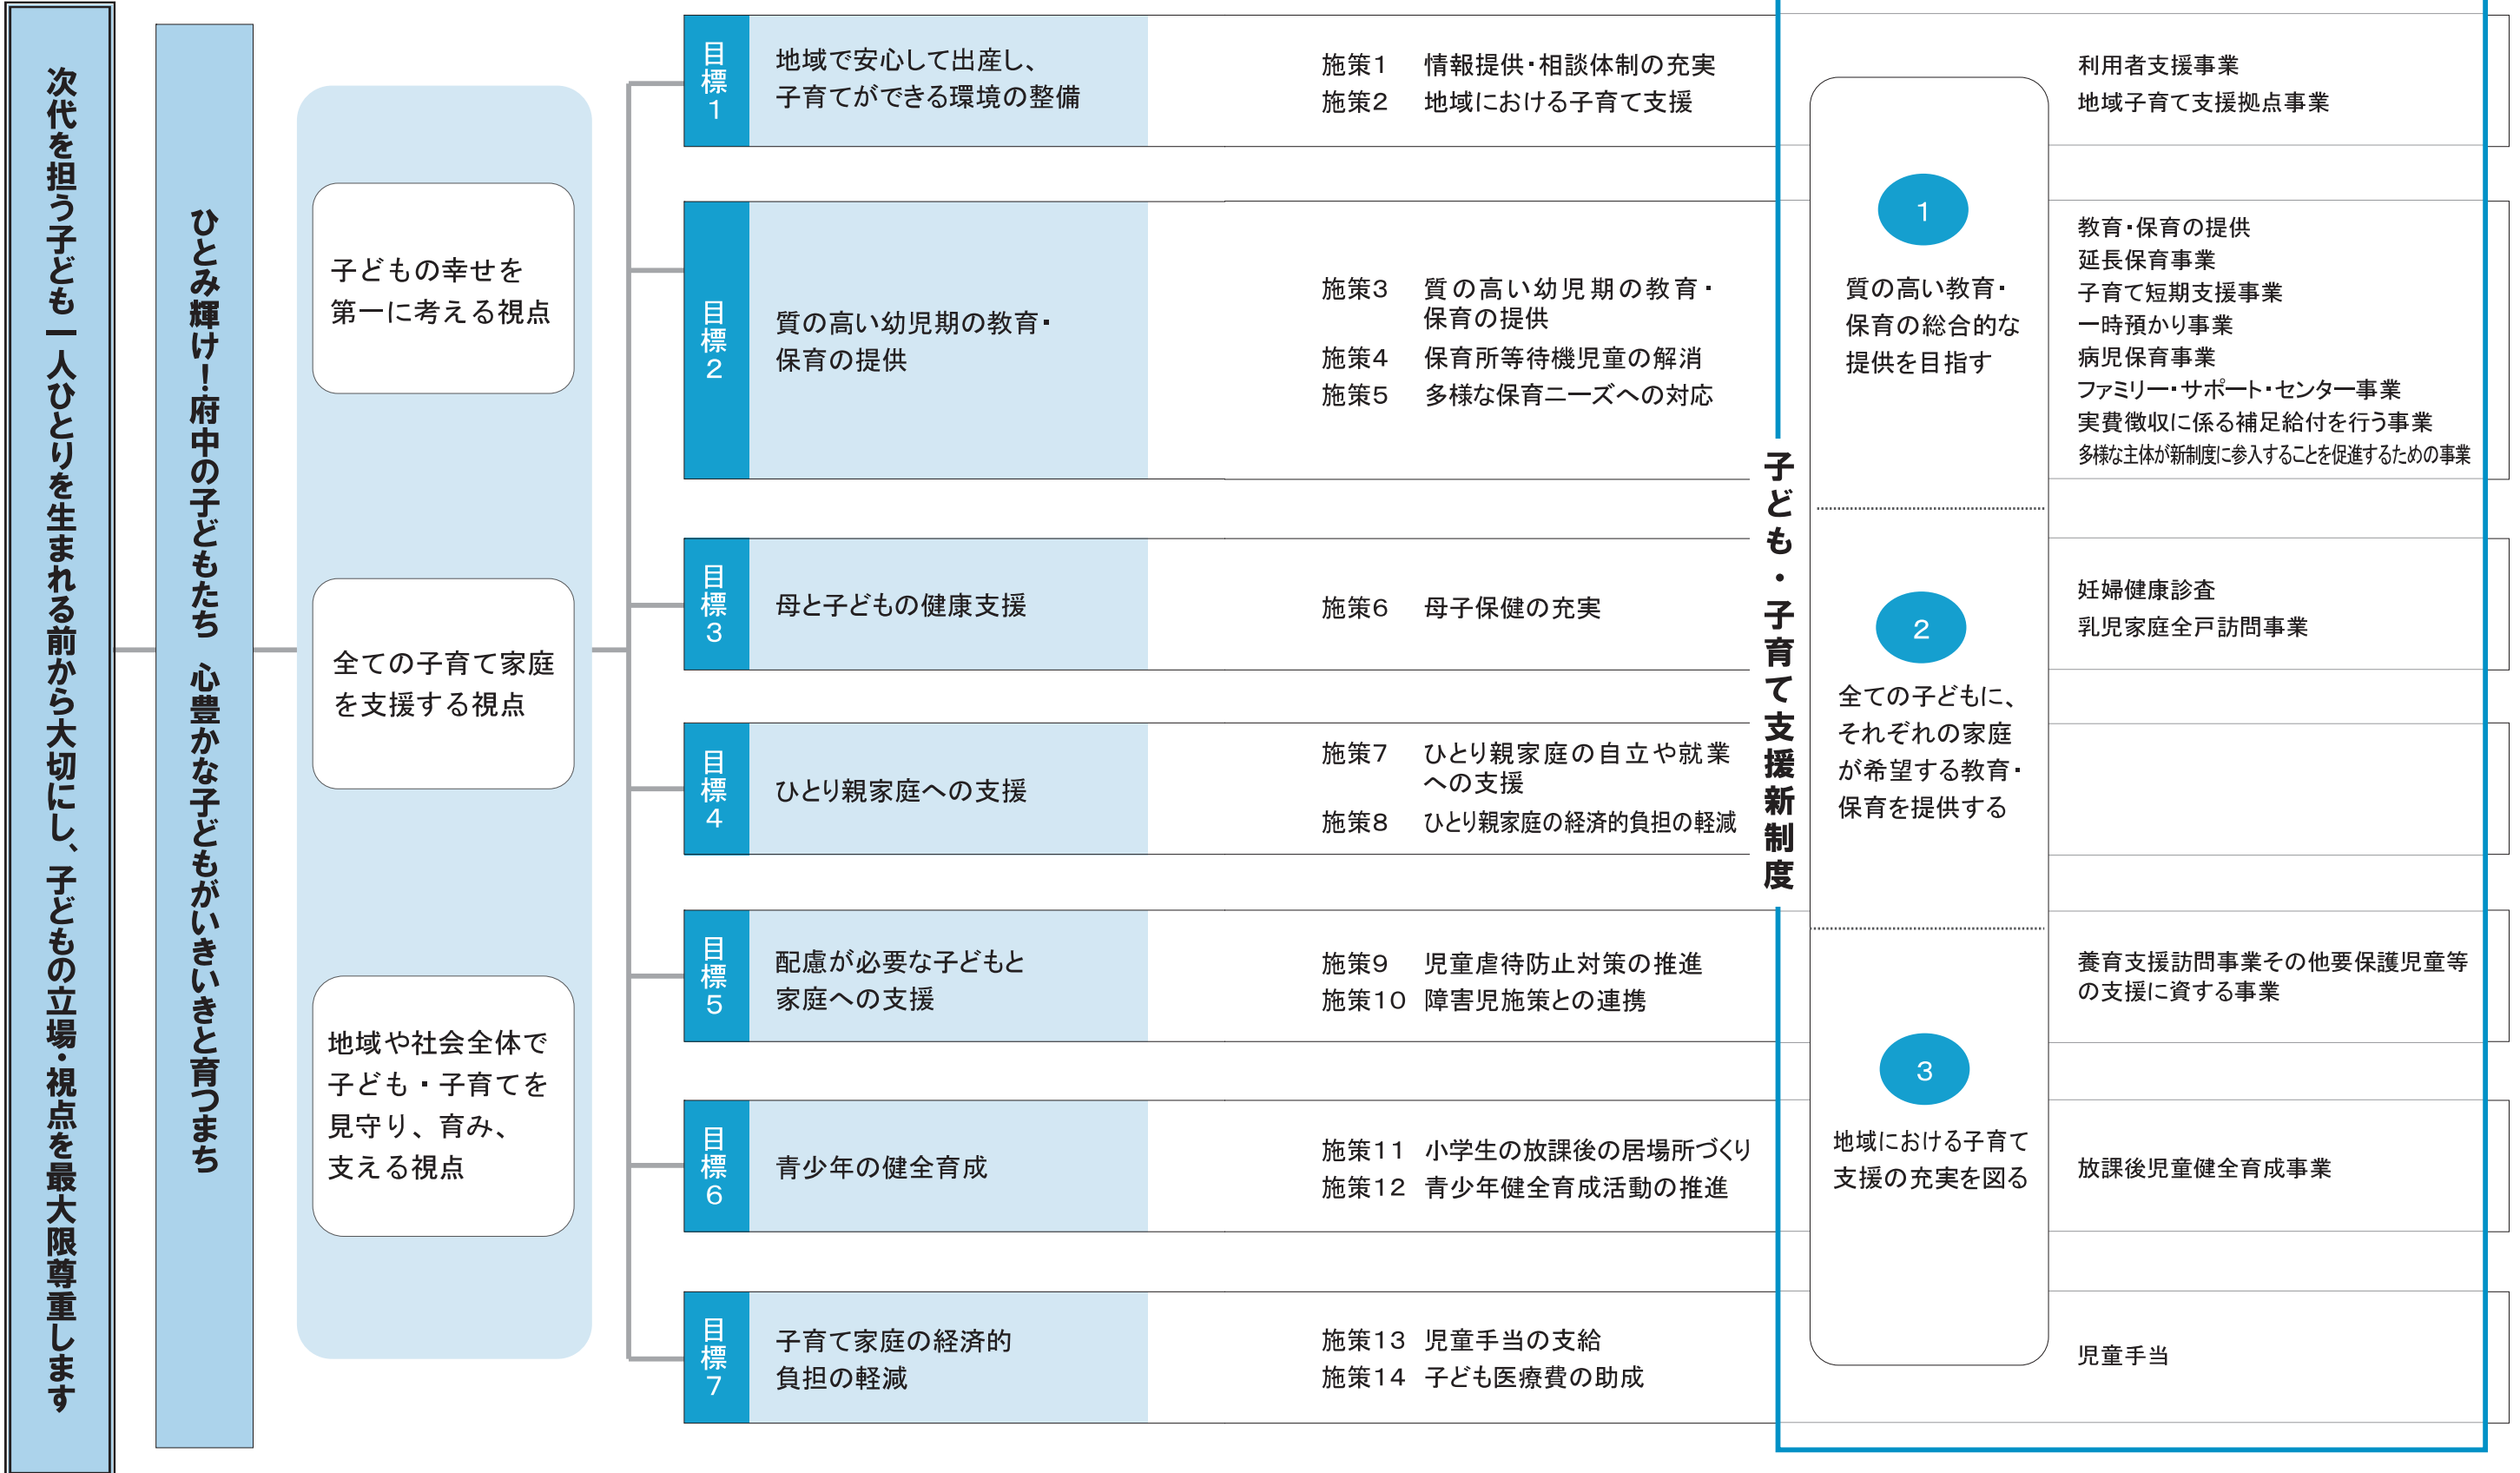 次代を担う子ども一人ひとりを生まれる前から大切にし、子どもの立場・視点を最大限尊重します
ひとみ輝け！府中の子どもたち　心豊かな子どもがいきいきと育つまち
子どもの幸せを
第一に考える視点
全ての子育て家庭
を支援する視点
地域や社会全体で
子ども・子育てを
見守り、育み、
支える視点
目標1
地域で安心して出産し、
子育てができる環境の整備
施策1　情報提供・相談体制の充実
施策2　地域における子育て支援
目標2
質の高い幼児期の教育・
保育の提供
施策3　質の高い幼児期の教育・
保育の提供
施策4　保育所等待機児童の解消
施策5　多様な保育ニーズへの対応
目標3
母と子どもの健康支援
施策6　母子保健の充実
目標4
ひとり親家庭への支援
施策7　ひとり親家庭の自立や就業
への支援
施策8　ひとり親家庭の経済的負担の軽減
目標5
配慮が必要な子どもと
家庭への支援
施策9　児童虐待防止対策の推進
施策10　障害児施策との連携
目標6
青少年の健全育成
施策11　小学生の放課後の居場所づくり
施策12　青少年健全育成活動の推進
目標7
子育て家庭の経済的
負担の軽減
施策13　児童手当の支給
施策14　子ども医療費の助成
子ども・子育て支援新制度
1
質の高い教育・
保育の総合的な
提供を目指す
2
全ての子どもに、
それぞれの家庭
が希望する教育・
保育を提供する
3
地域における子育て
支援の充実を図る
利用者支援事業
地域子育て支援拠点事業
教育・保育の提供
延長保育事業
子育て短期支援事業
一時預かり事業
病児保育事業
ファミリー・サポート・センター事業
実費徴収に係る補足給付を行う事業
多様な主体が新制度に参入することを促進するための事業
妊婦健康診査
乳児家庭全戸訪問事業
養育支援訪問事業その他要保護児童等
の支援に資する事業
放課後児童健全育成事業
児童手当